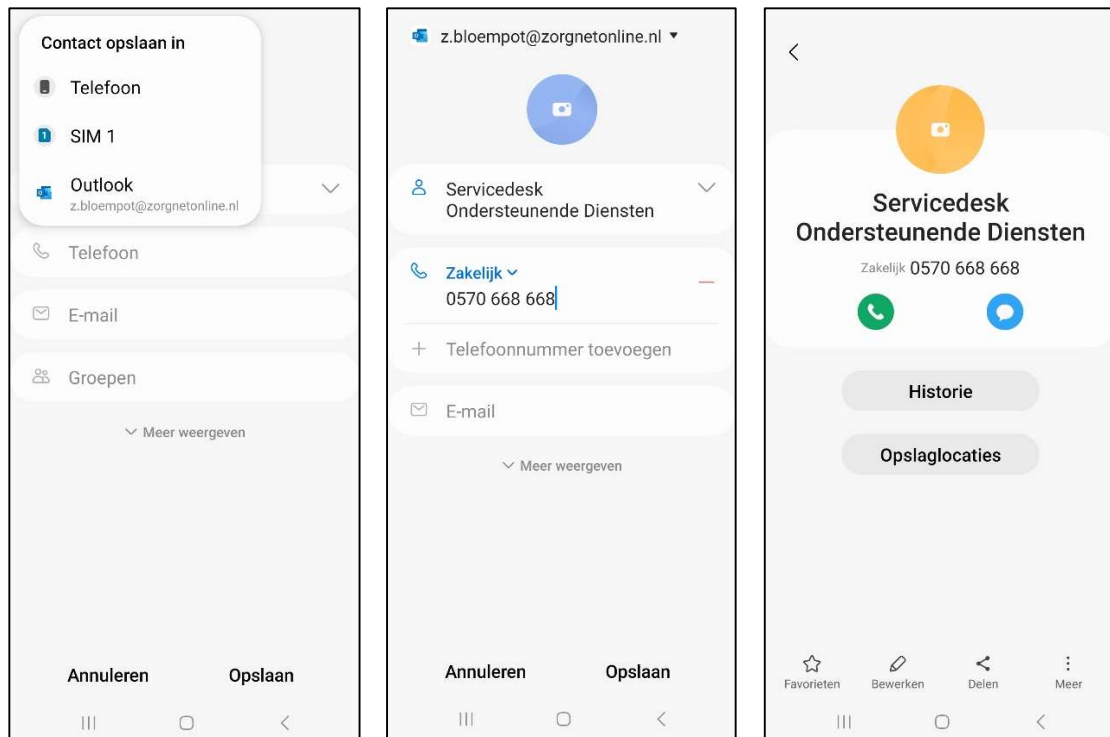 Contact opslaan in
Telefoon
SIM 1
Outlook
z.bloempot@zorgnetonline.nl
Telefoon
E-mail
Groepen
Meer weergeven
Annuleren Opslaan
z.bloempot@zorgnetonline.nl
Servicedesk
Ondersteunende Diensten
Zakelijk
0570 668 668
Telefoonnummer toevoegen
E-mail
Meer weergeven
Annuleren Opslaan
Servicedesk
Ondersteunende Diensten
Zakelijk 0570 668 668
Historie
Opslaglocaties
Favorieten Bewerken Delen Meer